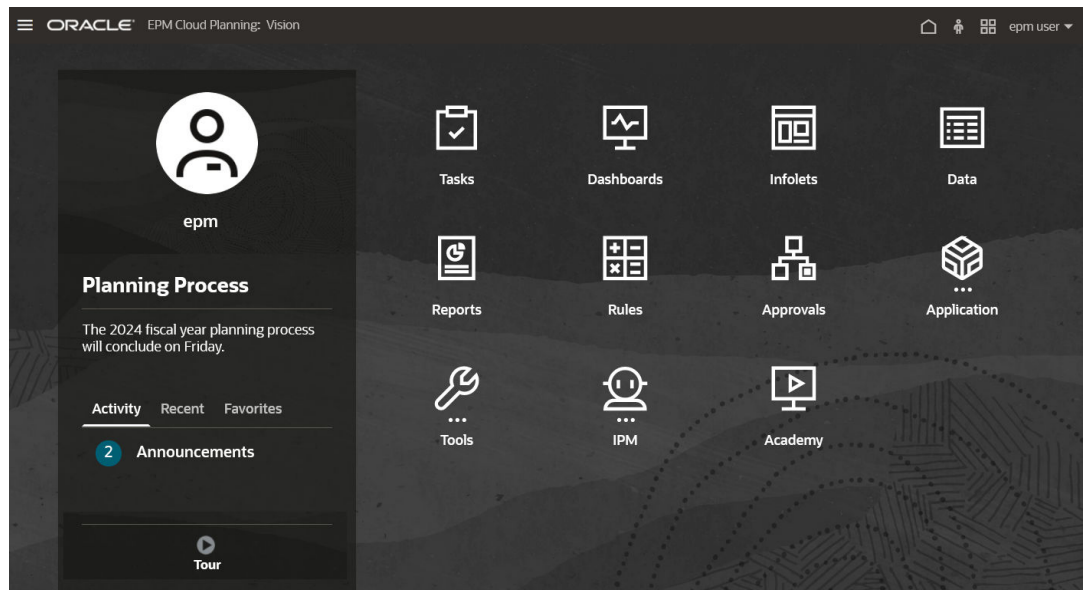 ORACLE® EPM Cloud Planning: Vision epm user
epm
Planning Process
The 2024 fiscal year planning process
will conclude on Friday.
Activity Recent Favorites
2 Announcements
Tour
Tasks Dashboards Infolets Data
Reports Rules Approvals Application
Tools IPM Academy